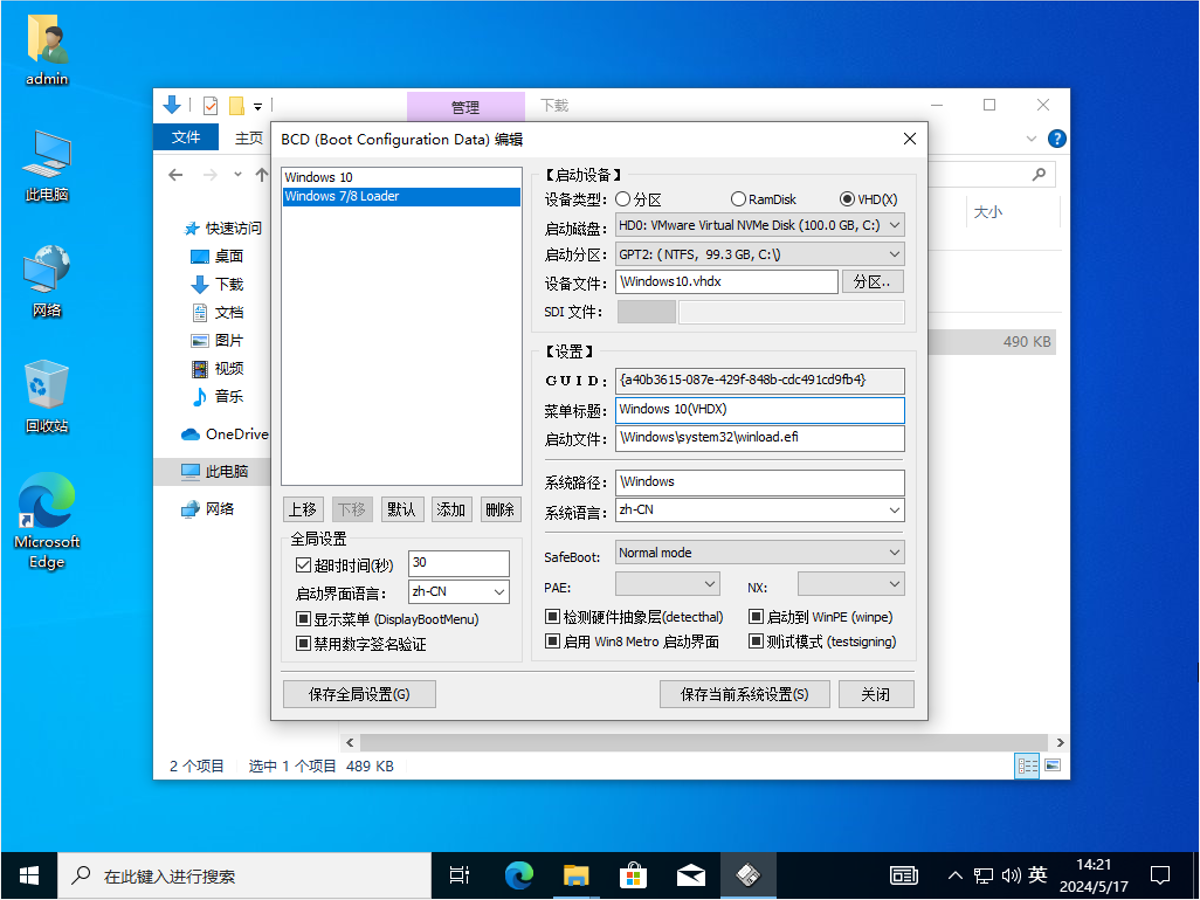 admin
此电脑
网络
回收站
Microsoft
Edge
管理
下载
文件
主页
大小
快速访问
桌面
下载
文档
图片
视频
音乐
OneDrive
此电脑
网络
490 KB
2 个项目 选中 1 个项目 489 KB
BCD (Boot Configuration Data) 编辑
Windows 10
Windows 7/8 Loader
上移 下移 默认 添加 删除
全局设置
超时时间(秒) 30
启动界面语言: zh-CN
显示菜单 (DisplayBootMenu)
禁用数字签名验证
保存全局设置(G)
【启动设备】
设备类型: 分区 RamDisk VHD(X)
启动磁盘: HD0: VMware Virtual NVMe Disk (100.0 GB, C:)
启动分区: GPT2: ( NTFS, 99.3 GB, C:\)
设备文件: \Windows10.vhdx 分区..
SDI 文件:
【设置】
GUID: {a40b3615-087e-429f-848b-cdc491cd9fb4}
菜单标题: Windows 10(VHDX)
启动文件: \Windows\system32\winload.efi
系统路径: \Windows
系统语言: zh-CN
SafeBoot: Normal mode
PAE: NX:
检测硬件抽象层(detecthal) 启动到 WinPE (winpe)
启用 Win8 Metro 启动界面 测试模式 (testsigning)
保存当前系统设置(S) 关闭
在此键入进行搜索
英
14:21
2024/5/17